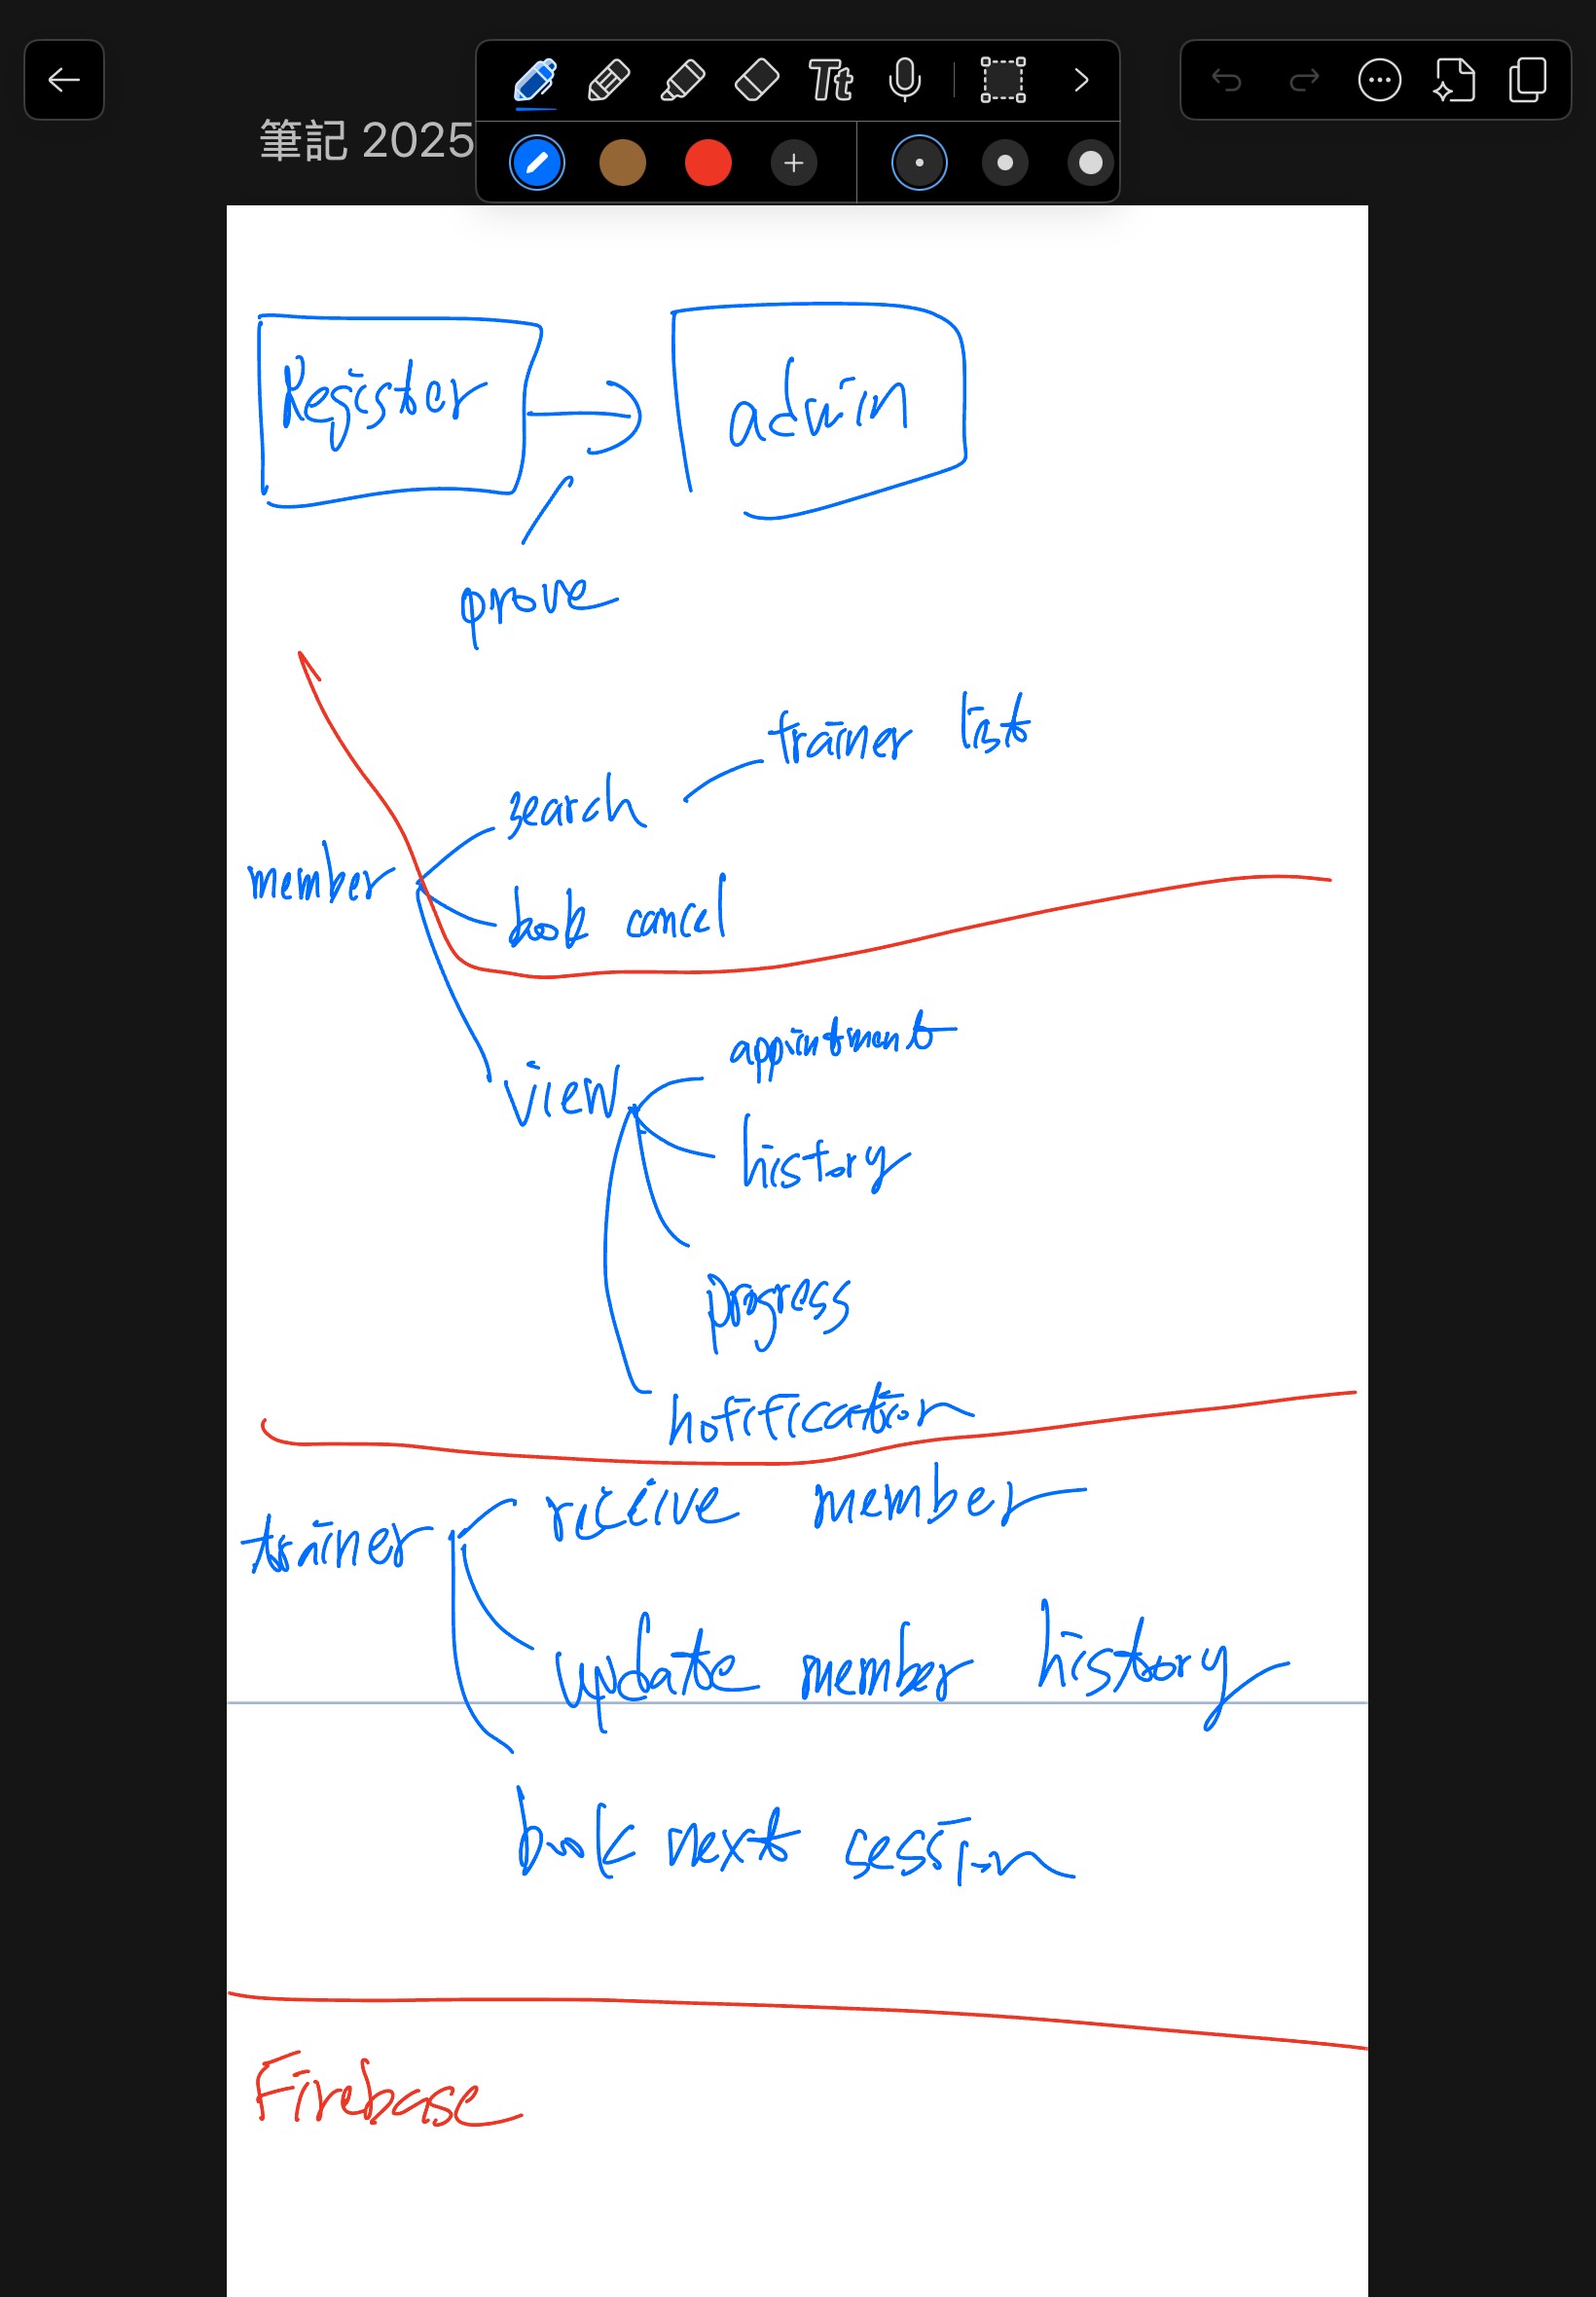 筆記 2025
Tt
Register
admin
prove
trainer list
search
member
book cancel
appointment
view
history
progress
notification
receive member
trainer
update member history
book next session
Firebase